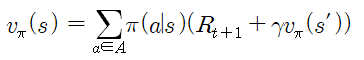 v_π(s) = ∑_{a∈A} π(a|s)(R_{t+1} + γv_π(s′))